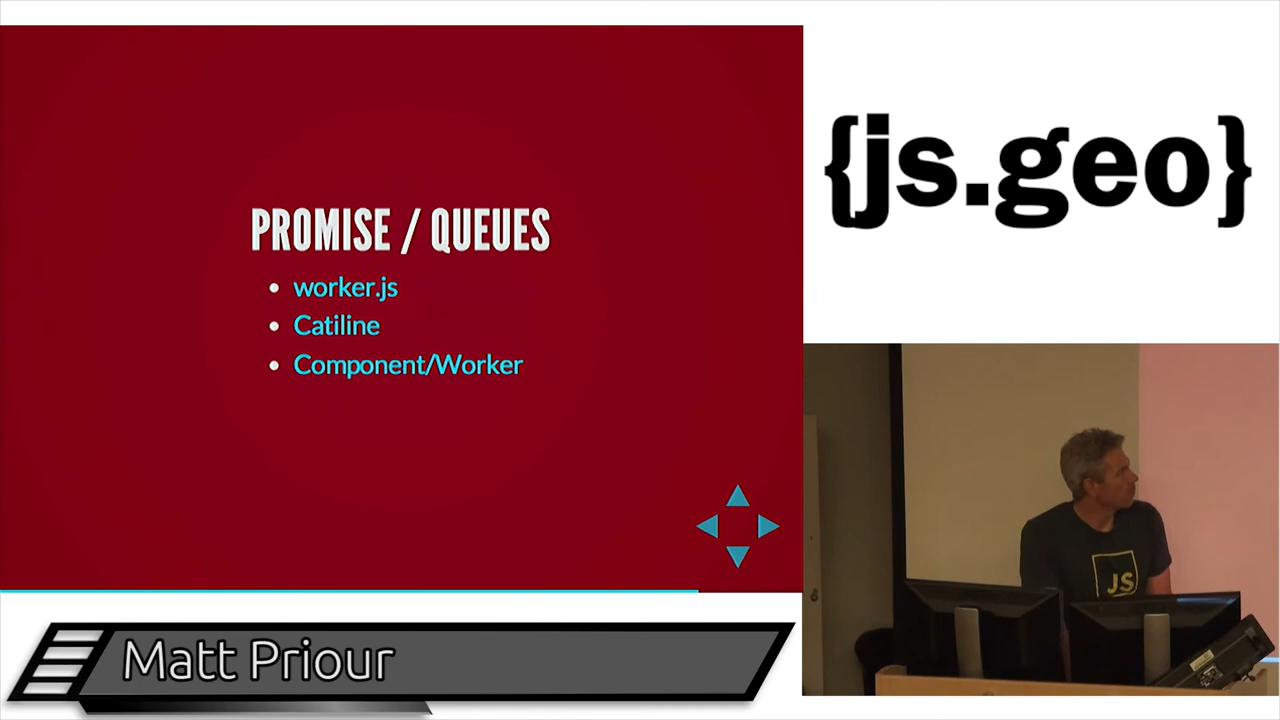 PROMISE / QUEUES
worker.js
Catiline
Component/Worker
{js.geo}
JS
Matt Priour